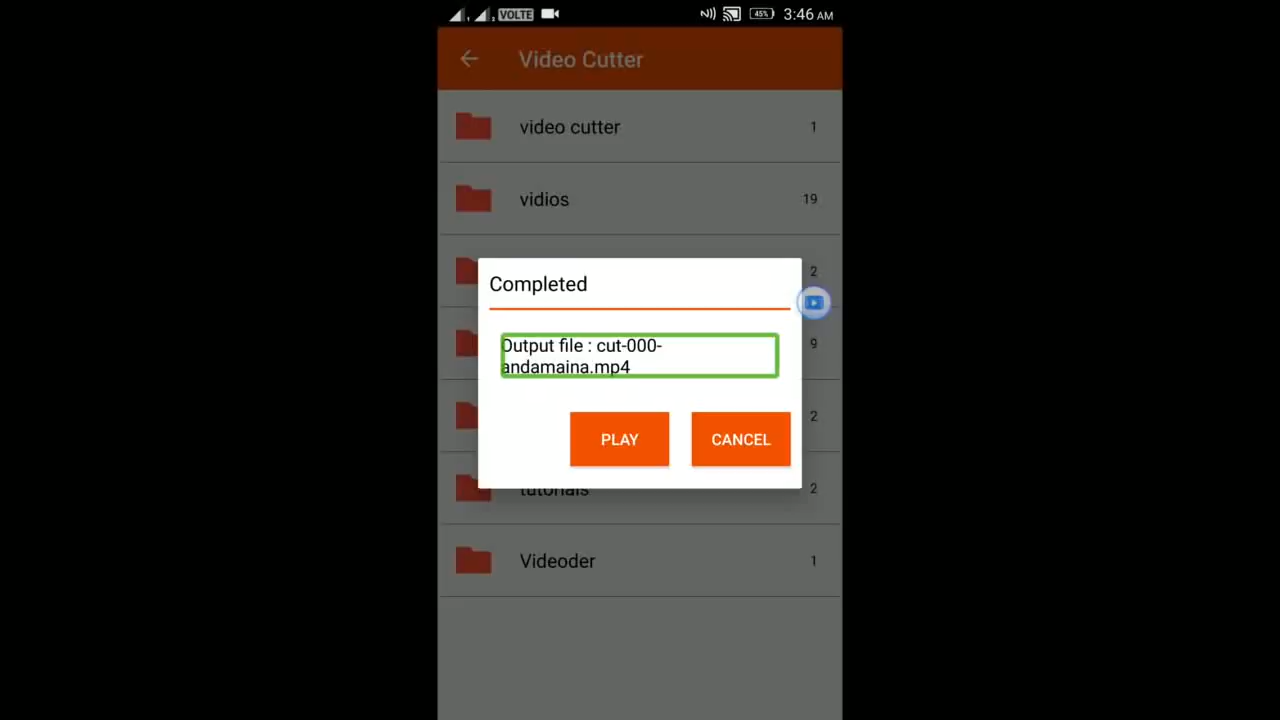 VOLTE
45%
3:46 AM
Video Cutter
video cutter 1
vidios 19
2
Completed
Output file : cut-000-
andamaina.mp4
9
2
PLAY CANCEL
tutorials 2
Videoder 1